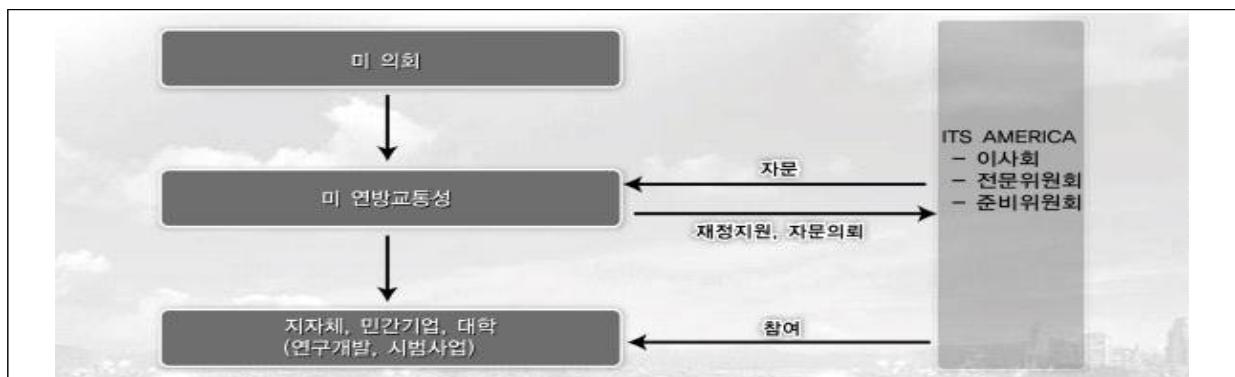 미 의회
미 연방교통성
지자체, 민간기업, 대학
(연구개발, 시범사업)
자문
재정지원, 자문의뢰
참여
ITS AMERICA
- 이사회
- 전문위원회
- 준비위원회